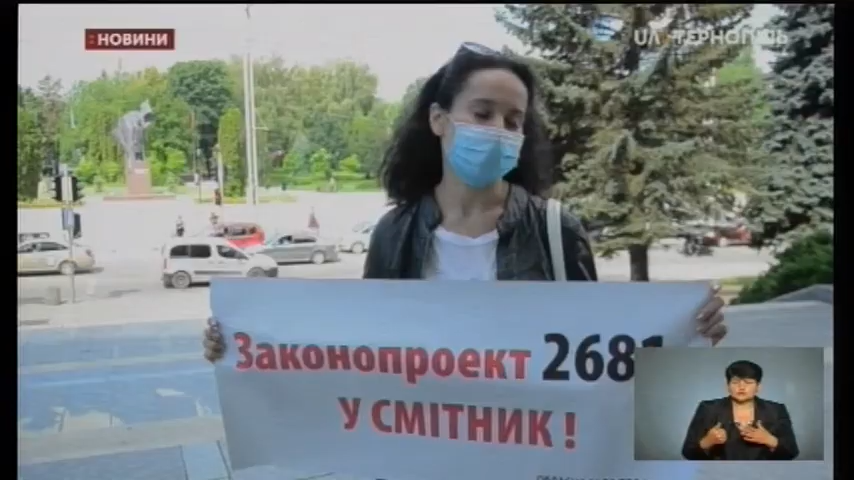 :НОВИНИ
UA: ТЕРНОПІЛЬ
Законопроект 2681
У СМІТНИК !